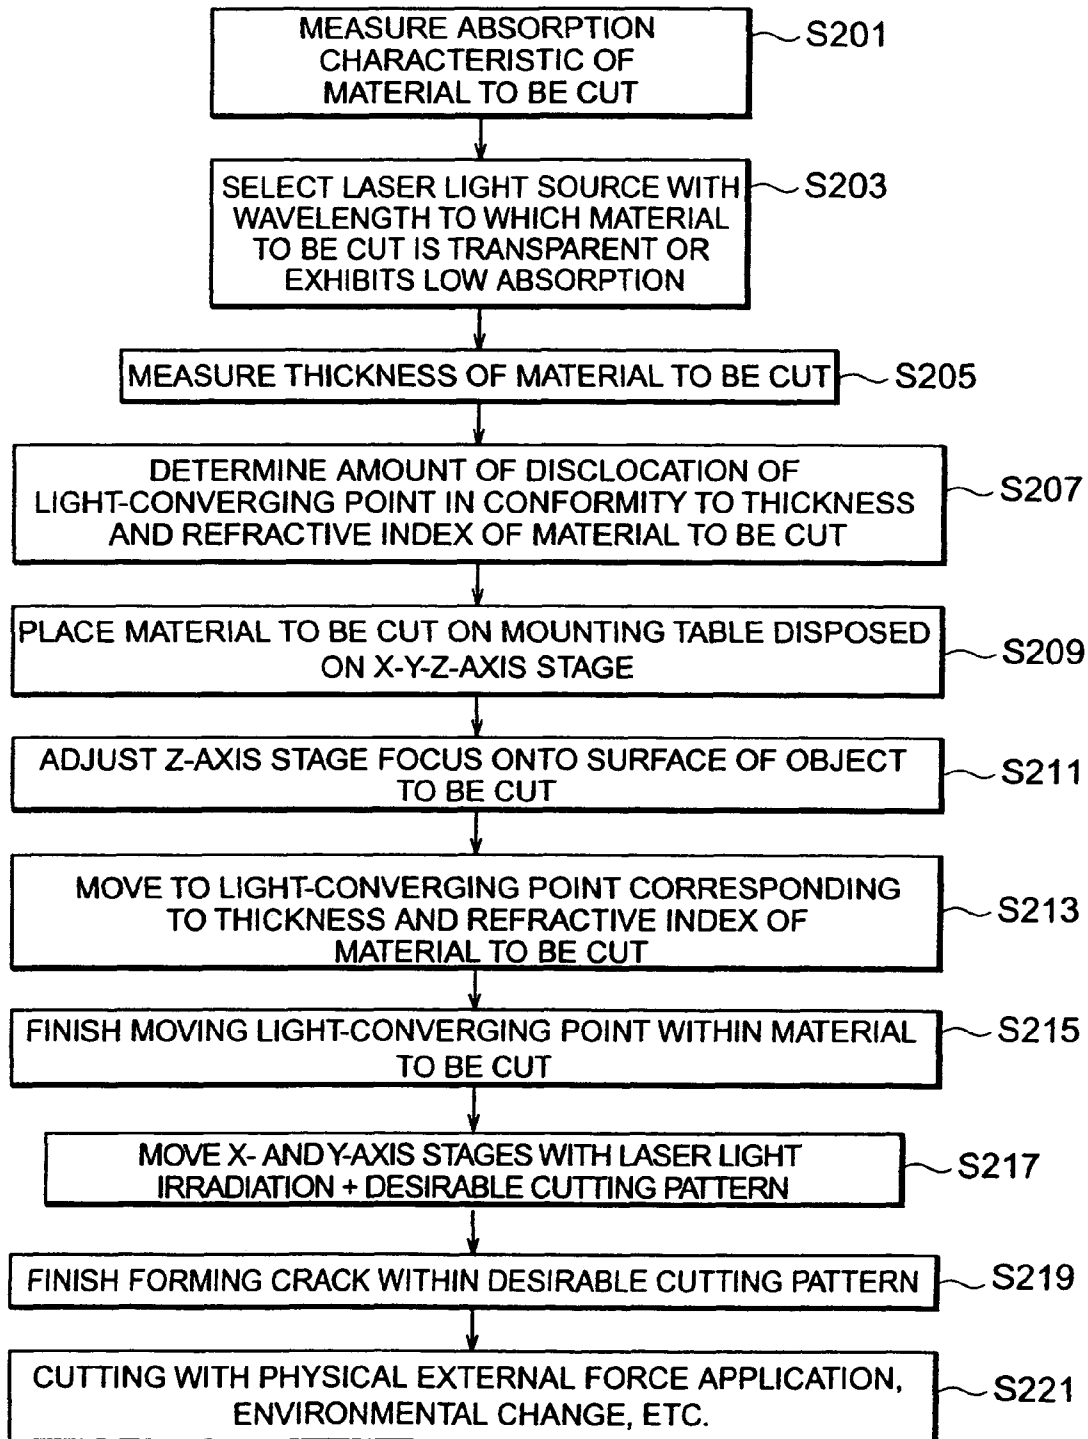 MEASURE ABSORPTION
CHARACTERISTIC OF
MATERIAL TO BE CUT
S201
SELECT LASER LIGHT SOURCE WITH
WAVELENGTH TO WHICH MATERIAL
TO BE CUT IS TRANSPARENT OR
EXHIBITS LOW ABSORPTION
S203
MEASURE THICKNESS OF MATERIAL TO BE CUT
S205
DETERMINE AMOUNT OF DISCLOCATION OF
LIGHT-CONVERGING POINT IN CONFORMITY TO THICKNESS
AND REFRACTIVE INDEX OF MATERIAL TO BE CUT
S207
PLACE MATERIAL TO BE CUT ON MOUNTING TABLE DISPOSED
ON X-Y-Z-AXIS STAGE
S209
ADJUST Z-AXIS STAGE FOCUS ONTO SURFACE OF OBJECT
TO BE CUT
S211
MOVE TO LIGHT-CONVERGING POINT CORRESPONDING
TO THICKNESS AND REFRACTIVE INDEX OF
MATERIAL TO BE CUT
S213
FINISH MOVING LIGHT-CONVERGING POINT WITHIN MATERIAL
TO BE CUT
S215
MOVE X- AND Y-AXIS STAGES WITH LASER LIGHT
IRRADIATION + DESIRABLE CUTTING PATTERN
S217
FINISH FORMING CRACK WITHIN DESIRABLE CUTTING PATTERN
S219
CUTTING WITH PHYSICAL EXTERNAL FORCE APPLICATION,
ENVIRONMENTAL CHANGE, ETC.
S221